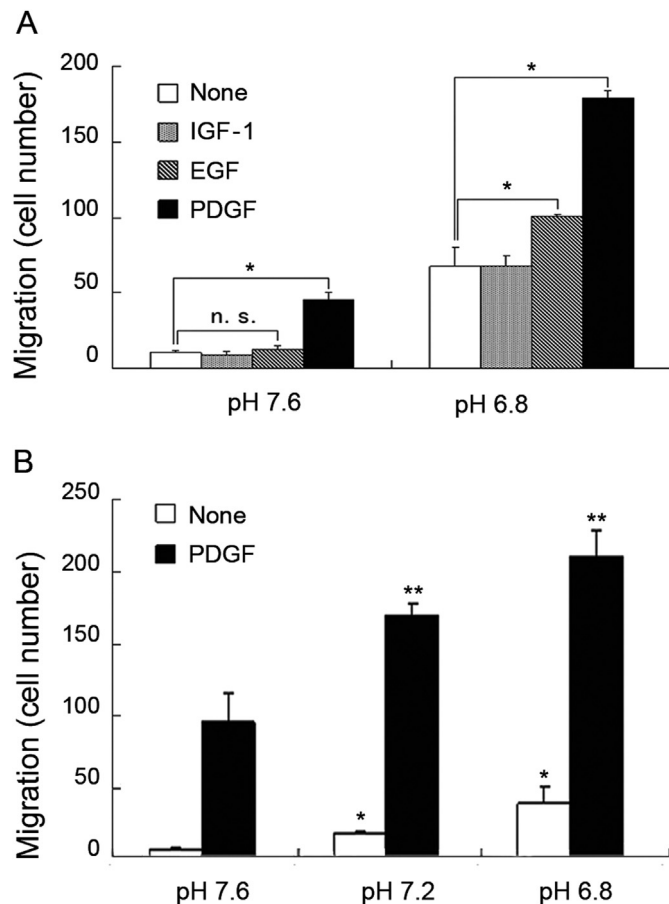 A
Migration (cell number)
200
150
100
50
0
None
IGF-1
EGF
PDGF
*
n. s.
*
*
pH 7.6
pH 6.8
B
Migration (cell number)
250
200
150
100
50
0
None
PDGF
*
**
*
**
pH 7.6
pH 7.2
pH 6.8